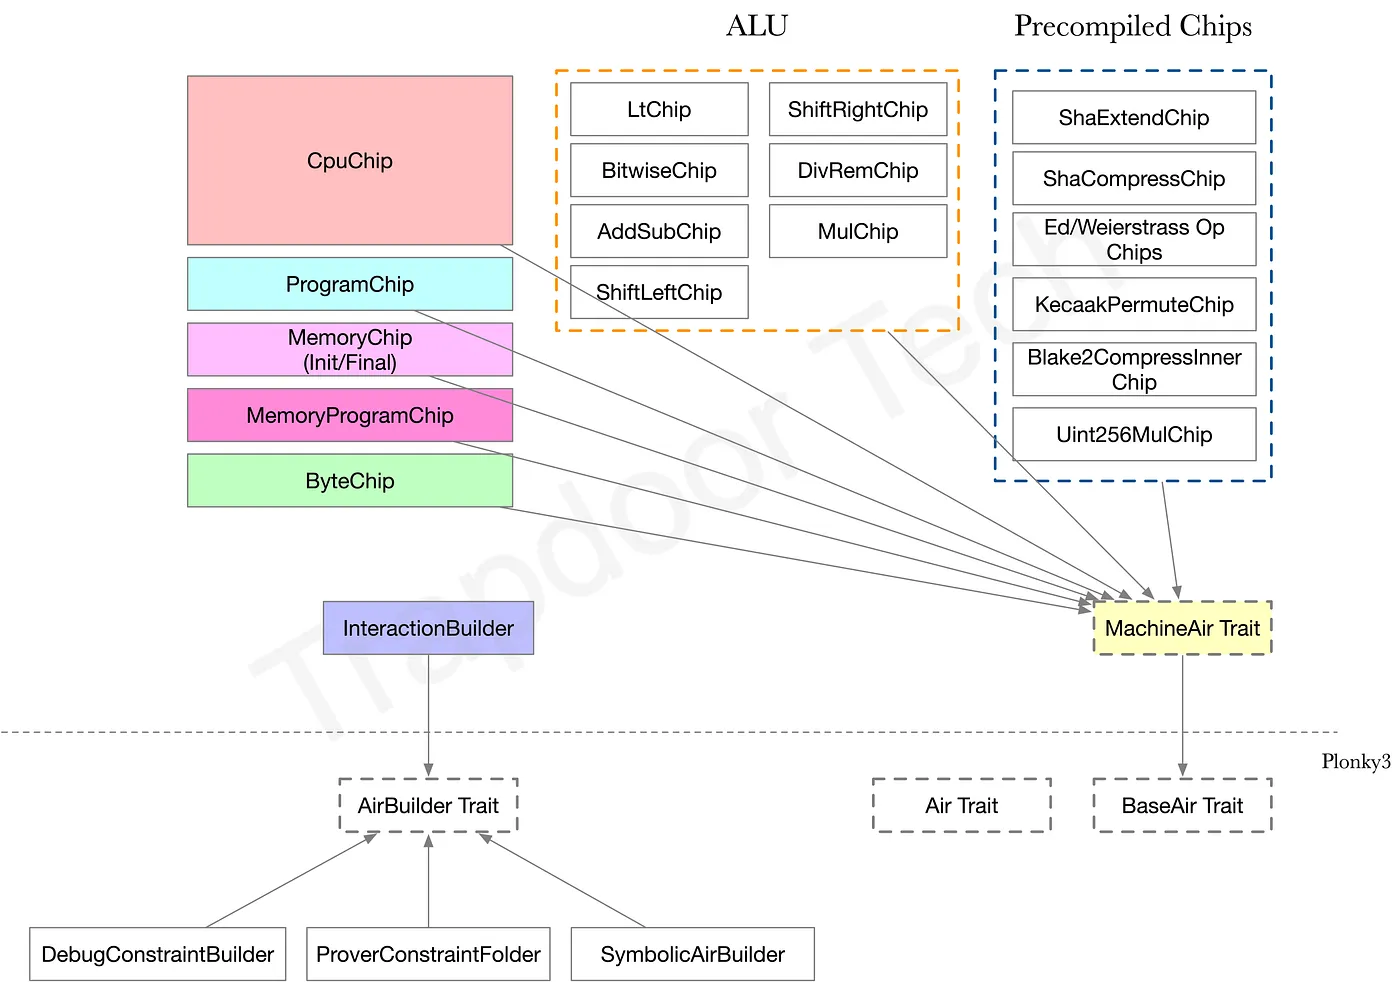 ALU
Precompiled Chips
CpuChip
ProgramChip
MemoryChip
(Init/Final)
MemoryProgramChip
ByteChip
LtChip
ShiftRightChip
BitwiseChip
DivRemChip
AddSubChip
MulChip
ShiftLeftChip
ShaExtendChip
ShaCompressChip
Ed/Weierstrass Op
Chips
KecaakPermuteChip
Blake2CompressInner
Chip
Uint256MulChip
Trapdoor Tech
InteractionBuilder
MachineAir Trait
Plonky3
AirBuilder Trait
Air Trait
BaseAir Trait
DebugConstraintBuilder
ProverConstraintFolder
SymbolicAirBuilder